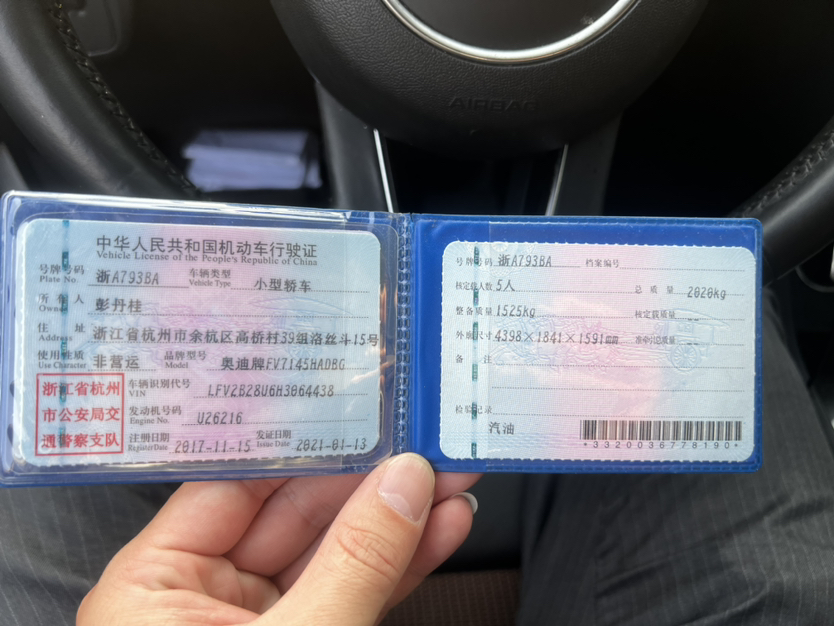 AIRBAG
中华人民共和国机动车行驶证
Vehicle License of the People's Republic of China
号牌号码 浙A793BA 车辆类型 小型轿车
Plate No. Vehicle Type
所有人 彭丹桂
Owner
住址 浙江省杭州市余杭区高桥村39组洛丝斗15号
Address
使用性质 非营运 品牌型号 奥迪牌FV7145HADBG
Use Character Model
浙江省杭州
市公安局交
通警察支队
车辆识别代号 LFV2B28U6H3064438
VIN
发动机号码 U26216
Engine No.
注册日期 2017-11-15 发证日期 2021-01-13
Register Date Issue Date
号牌号码 浙A793BA 档案编号
核定载人数 5人 总质量 2020kg
整备质量 1525kg 核定载质量 --
外廓尺寸 4398×1841×1591mm 准牵引总质量 --
备注
检验记录
汽油
*3320036778190*